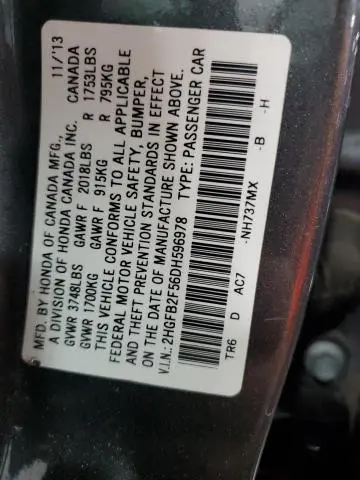 MFD. BY HONDA OF CANADA MFG., 11/'13
A DIVISION OF HONDA CANADA INC. CANADA
GVWR 3748LBS GAWR F 2018LBS R 1753LBS
GVWR 1700KG GAWR F 915KG R 795KG
THIS VEHICLE CONFORMS TO ALL APPLICABLE
FEDERAL MOTOR VEHICLE SAFETY, BUMPER,
AND THEFT PREVENTION STANDARDS IN EFFECT
ON THE DATE OF MANUFACTURE SHOWN ABOVE.
V.I.N.: 2HGFB2F56DH596978 TYPE: PASSENGER CAR
TR6 D AC7 -NH737MX -B -H